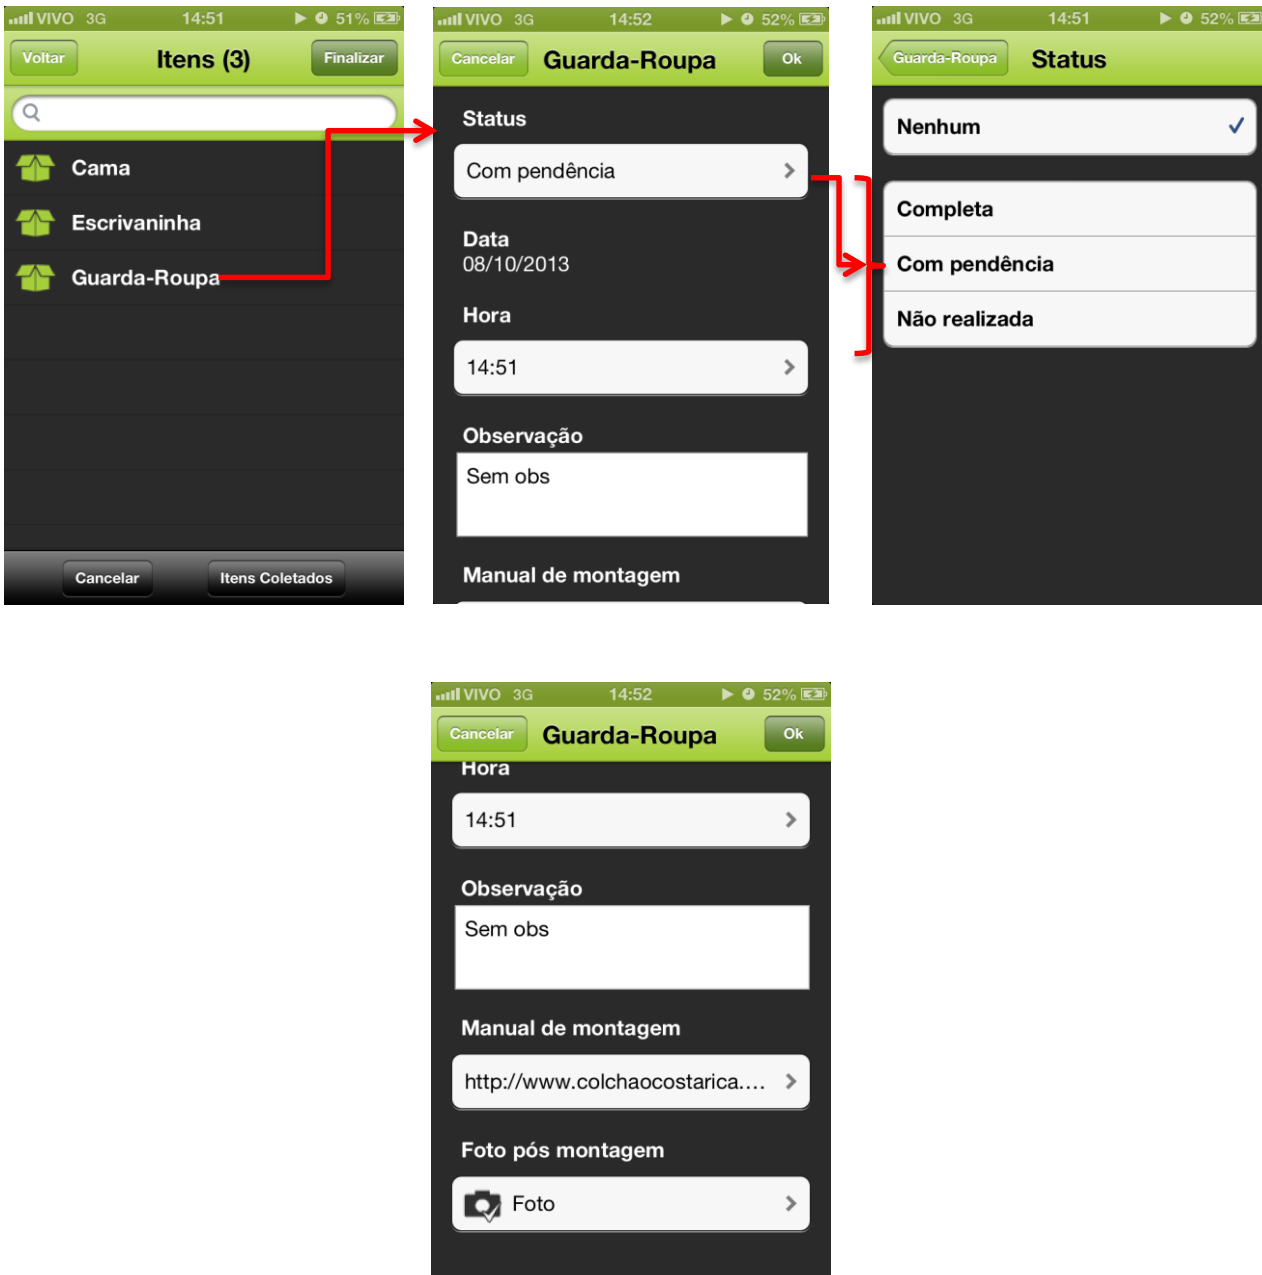 VIVO 3G 14:51 51%
Voltar Itens (3) Finalizar
Cama
Escrivaninha
Guarda-Roupa
Cancelar Itens Coletados
VIVO 3G 14:52 52%
Cancelar Guarda-Roupa Ok
Status
Com pendência
Data
08/10/2013
Hora
14:51
Observação
Sem obs
Manual de montagem
VIVO 3G 14:51 52%
Guarda-Roupa Status
Nenhum
Completa
Com pendência
Não realizada
VIVO 3G 14:52 52%
Cancelar Guarda-Roupa Ok
Hora
14:51
Observação
Sem obs
Manual de montagem
http://www.colchaocostarica....
Foto pós montagem
Foto